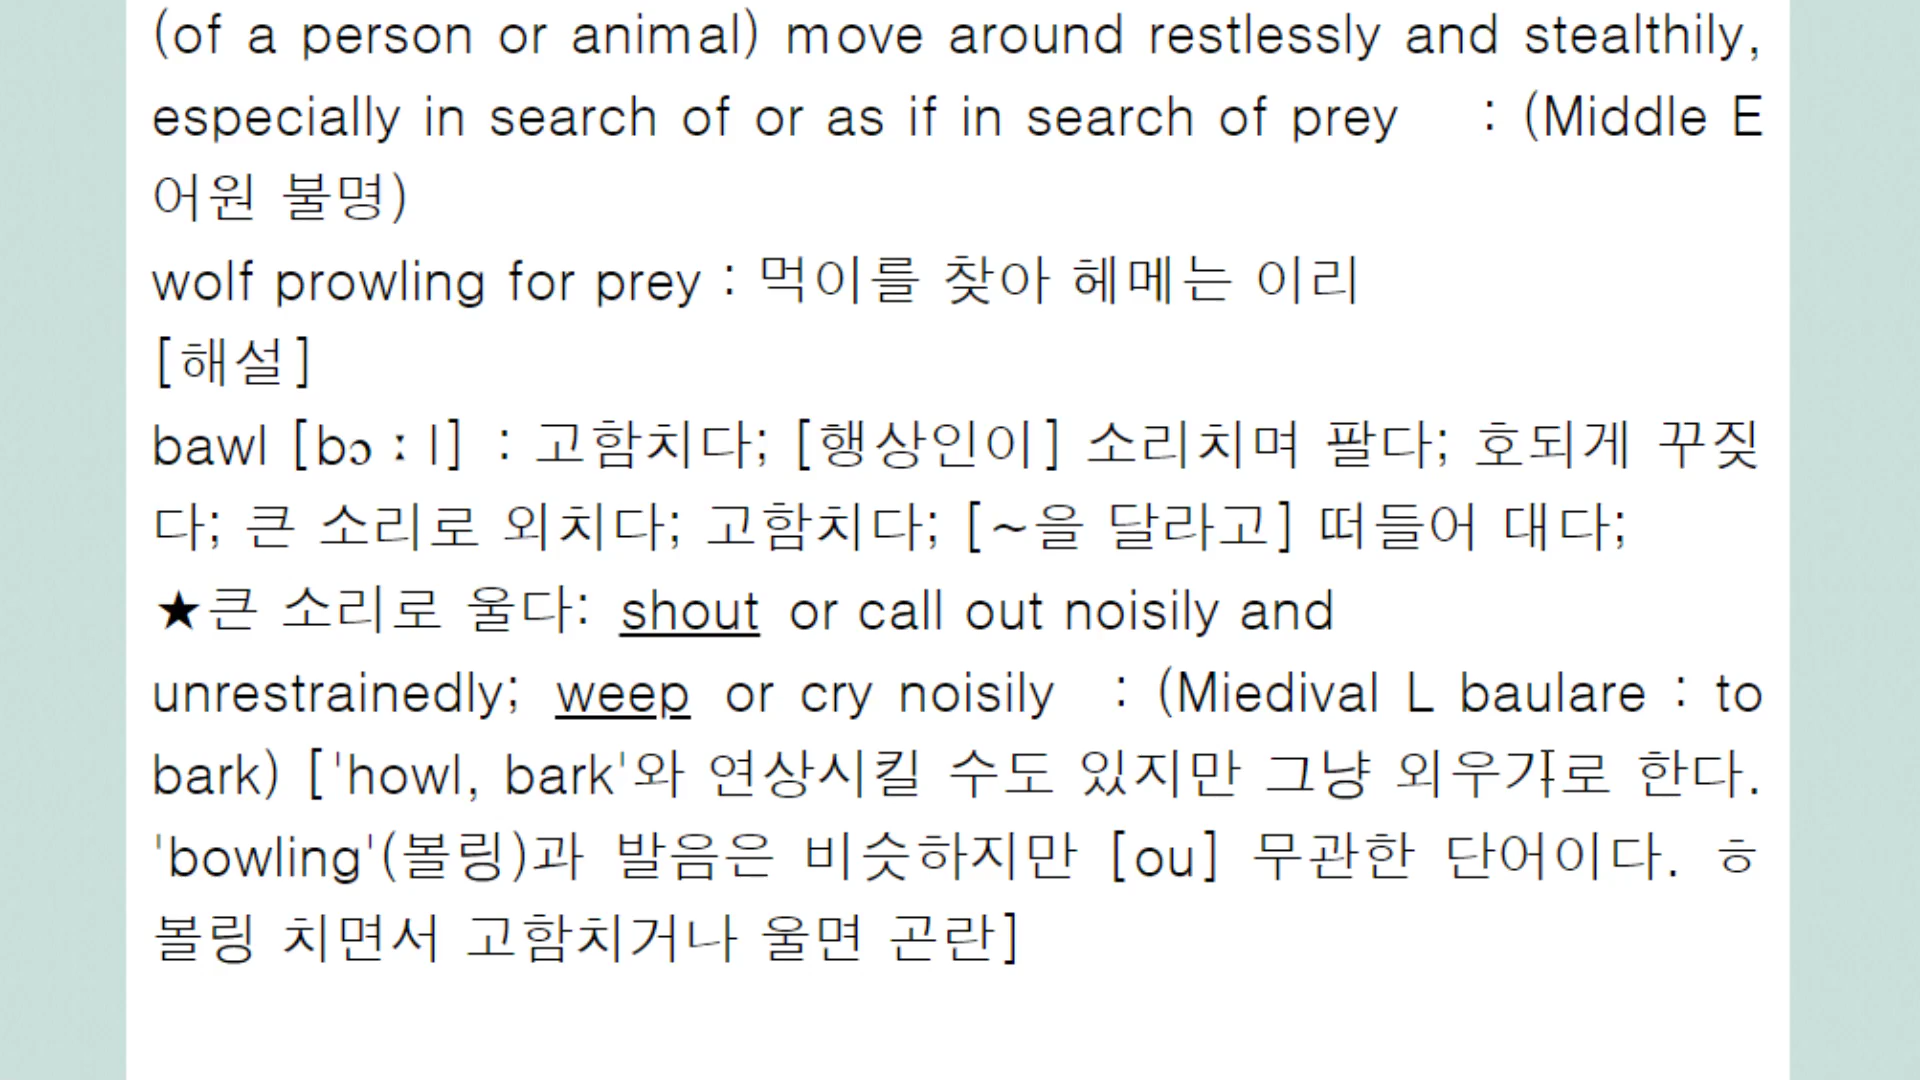 (of a person or animal) move around restlessly and stealthily,
especially in search of or as if in search of prey : (Middle E
어원 불명)
wolf prowling for prey : 먹이를 찾아 헤메는 이리
[해설]
bawl [bɔ : l] : 고함치다; [행상인이] 소리치며 팔다; 호되게 꾸짖
다; 큰 소리로 외치다; 고함치다; [~을 달라고] 떠들어 대다;
★큰 소리로 울다: shout or call out noisily and
unrestrainedly; weep or cry noisily : (Miedival L baulare : to
bark) ['howl, bark'와 연상시킬 수도 있지만 그냥 외우걔로 한다.
'bowling'(볼링)과 발음은 비슷하지만 [ou] 무관한 단어이다. ㅎ
볼링 치면서 고함치거나 울면 곤란]